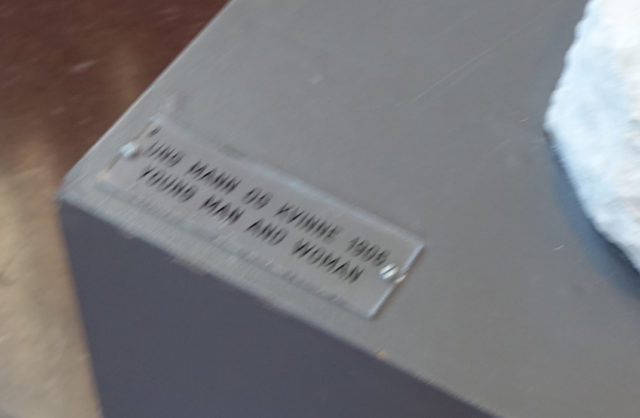 UNG MANN OG KVINNE 1905
YOUNG MAN AND WOMAN